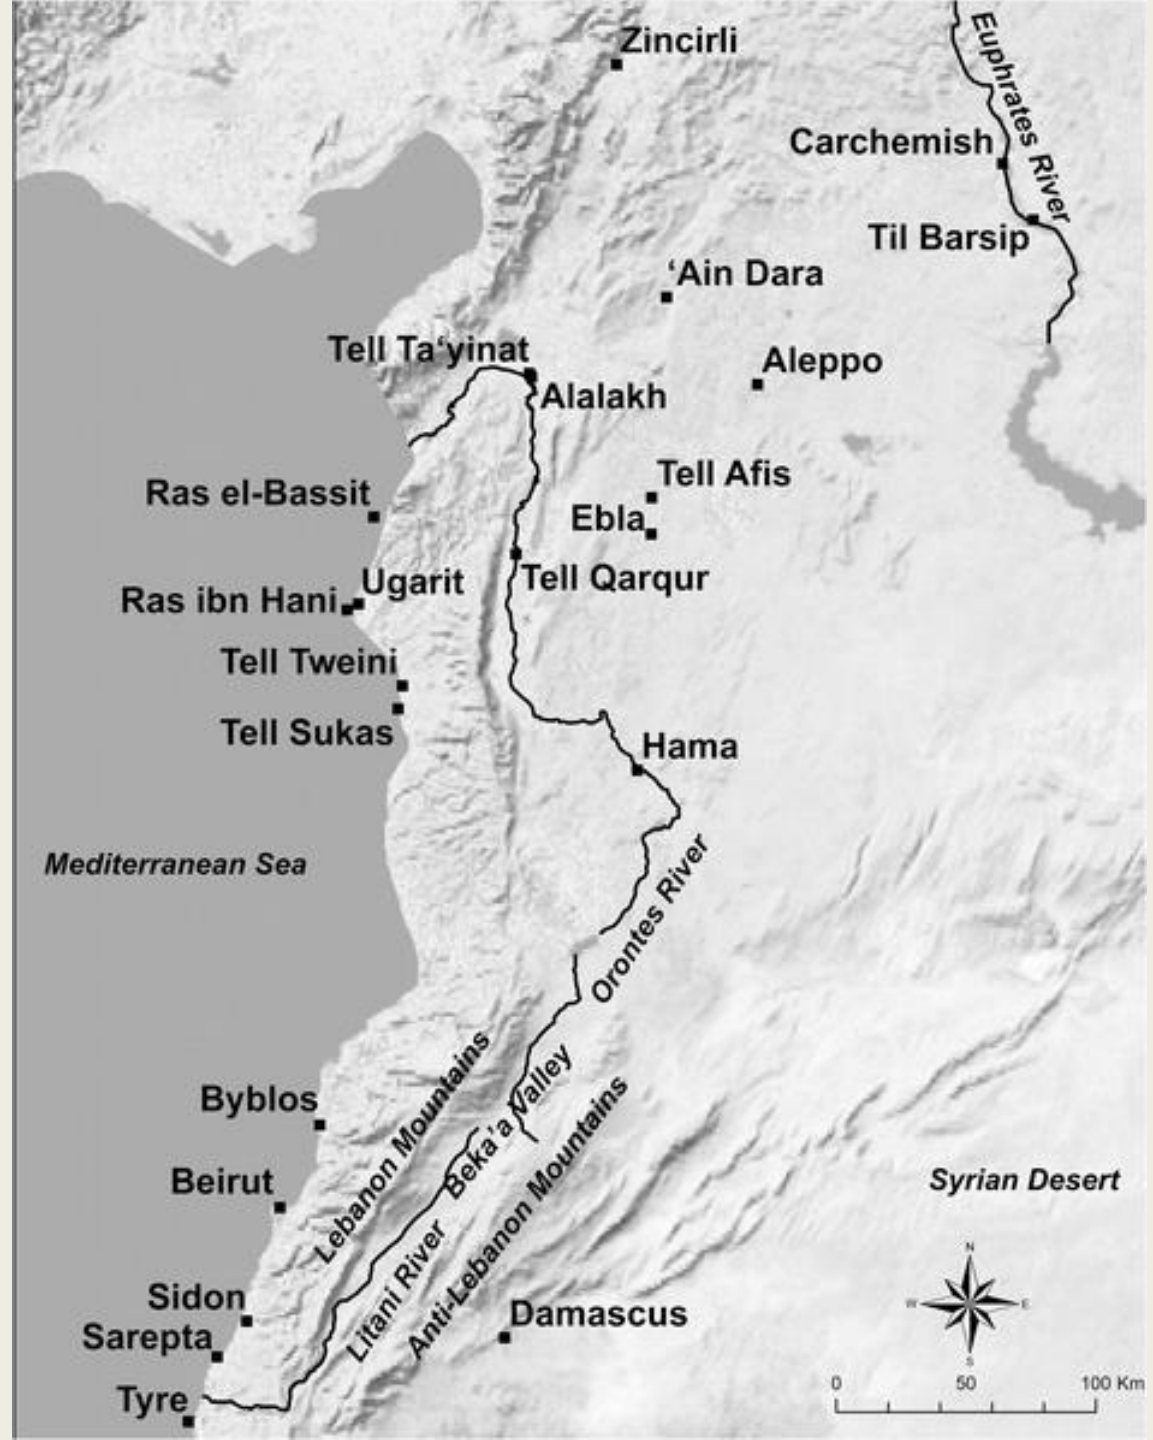 Zincirli
Euphrates River
Carchemish
Til Barsip
‘Ain Dara
Tell Ta‘yinat
Aleppo
Alalakh
Tell Afis
Ras el-Bassit
Ebla
Tell Qarqur
Ugarit
Ras ibn Hani
Tell Tweini
Tell Sukas
Hama
Mediterranean Sea
Orontes River
Lebanon Mountains
Beka’a Valley
Anti-Lebanon Mountains
Byblos
Beirut
Syrian Desert
Litani River
Sidon
Damascus
Sarepta
Tyre
N
W
E
S
0 50 100 Km